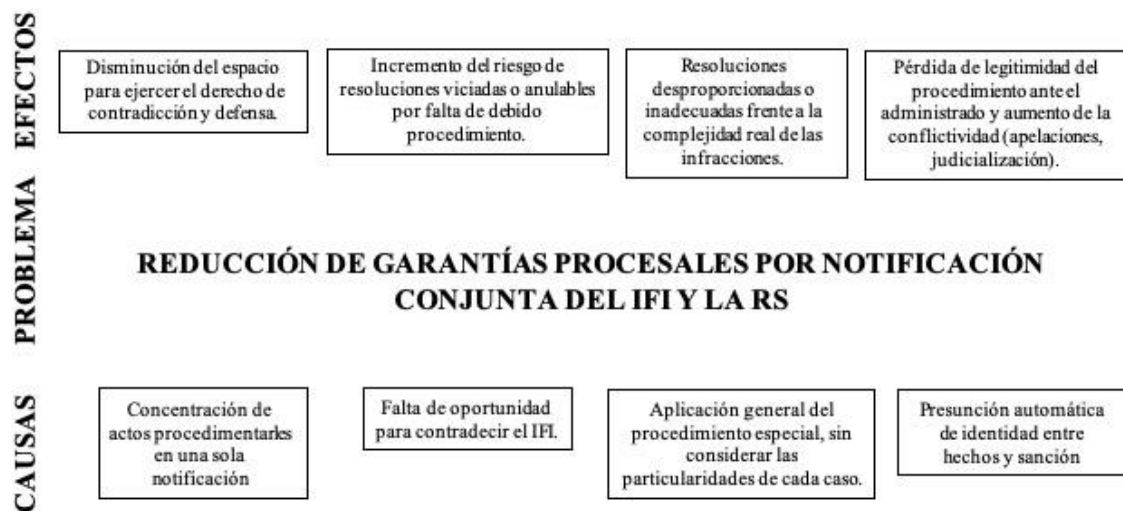 EFECTOS
Disminución del espacio
para ejercer el derecho de
contradicción y defensa.
Incremento del riesgo de
resoluciones viciadas o anulables
por falta de debido
procedimiento.
Resoluciones
desproporcionadas o
inadecuadas frente a la
complejidad real de las
infracciones.
Pérdida de legitimidad del
procedimiento ante el
administrado y aumento de la
conflictividad (apelaciones,
judicialización).
PROBLEMA
REDUCCIÓN DE GARANTÍAS PROCESALES POR NOTIFICACIÓN
CONJUNTA DEL IFI Y LA RS
CAUSAS
Concentración de
actos procedimentarles
en una sola
notificación
Falta de oportunidad
para contradecir el IFI.
Aplicación general del
procedimiento especial, sin
considerar las
particularidades de cada caso.
Presunción automática
de identidad entre
hechos y sanción